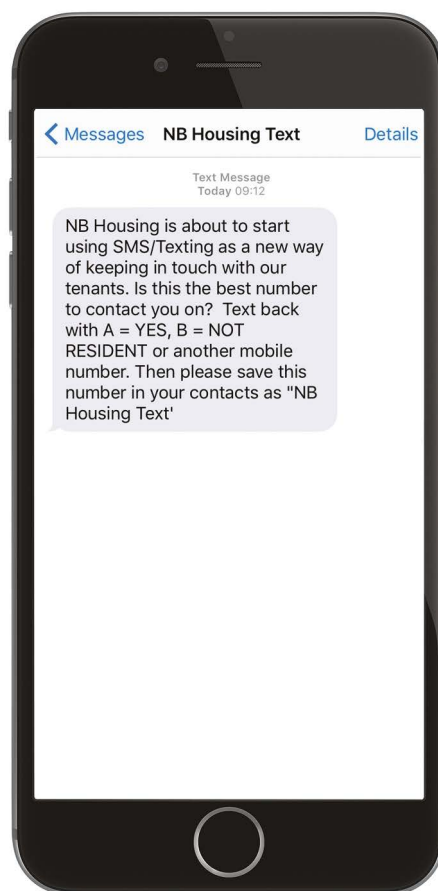 Messages NB Housing Text Details
Text Message
Today 09:12
NB Housing is about to start
using SMS/Texting as a new way
of keeping in touch with our
tenants. Is this the best number
to contact you on?  Text back
with A = YES, B = NOT
RESIDENT or another mobile
number. Then please save this
number in your contacts as "NB
Housing Text'